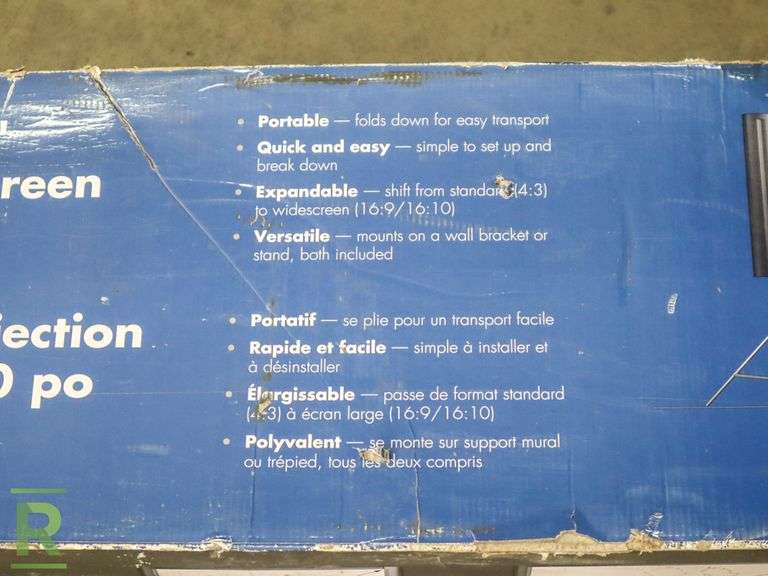 reen
• Portable — folds down for easy transport
• Quick and easy — simple to set up and
break down
• Expandable — shift from standard (4:3)
to widescreen (16:9/16:10)
• Versatile — mounts on a wall bracket or
stand, both included
jection
0 po
• Portatif — se plie pour un transport facile
• Rapide et facile — simple à installer et
à désinstaller
• Élargissable — passe de format standard
(4:3) à écran large (16:9/16:10)
• Polyvalent — se monte sur support mural
ou trépied, tous les deux compris
R